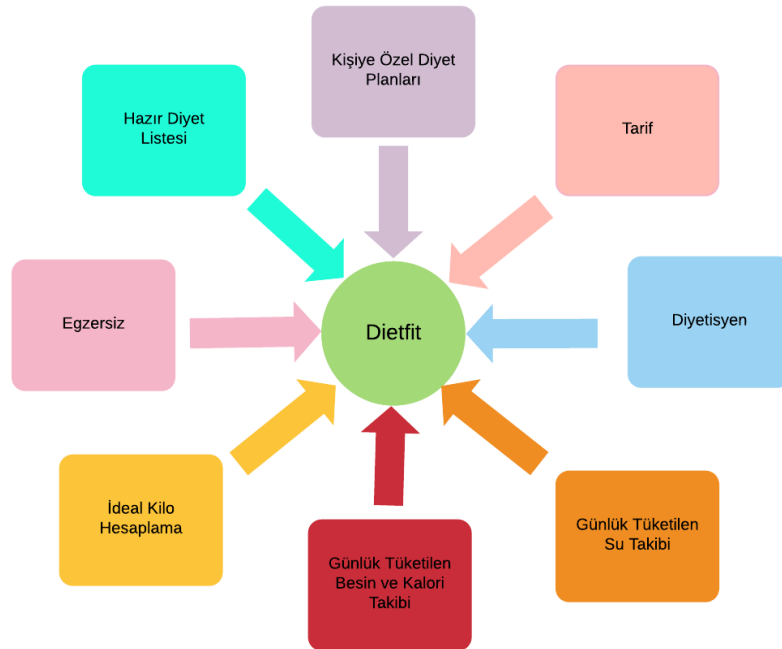 Kişiye Özel Diyet
Planları
Hazır Diyet
Listesi
Tarif
Egzersiz
Dietfit
Diyetisyen
İdeal Kilo
Hesaplama
Günlük Tüketilen
Besin ve Kalori
Takibi
Günlük Tüketilen
Su Takibi